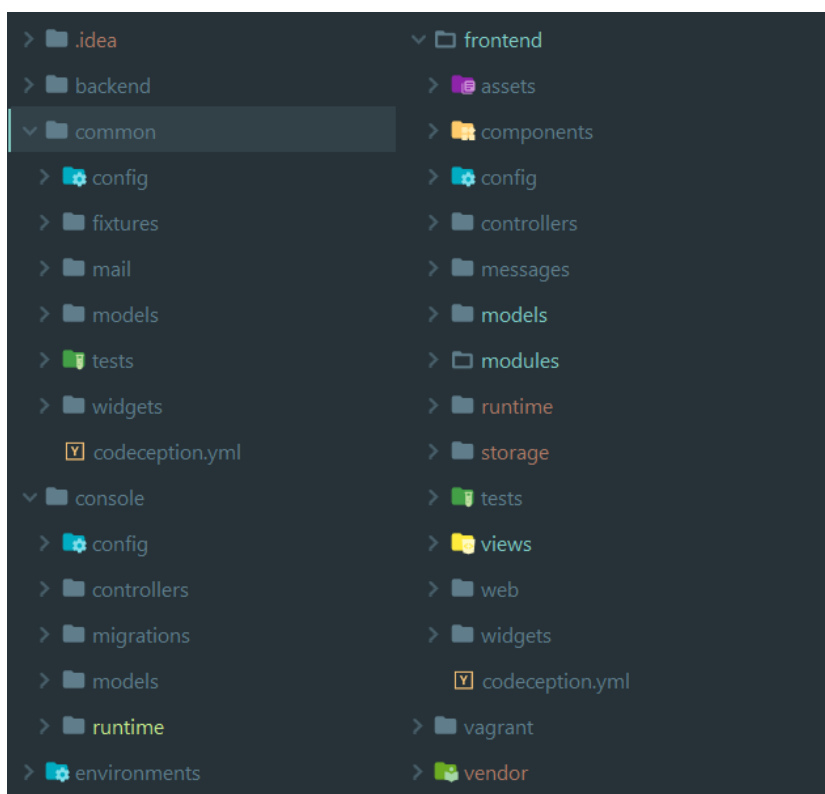 .idea
backend
common
config
fixtures
mail
models
tests
widgets
codeception.yml
console
config
controllers
migrations
models
runtime
environments
frontend
assets
components
config
controllers
messages
models
modules
runtime
storage
tests
views
web
widgets
codeception.yml
vagrant
vendor